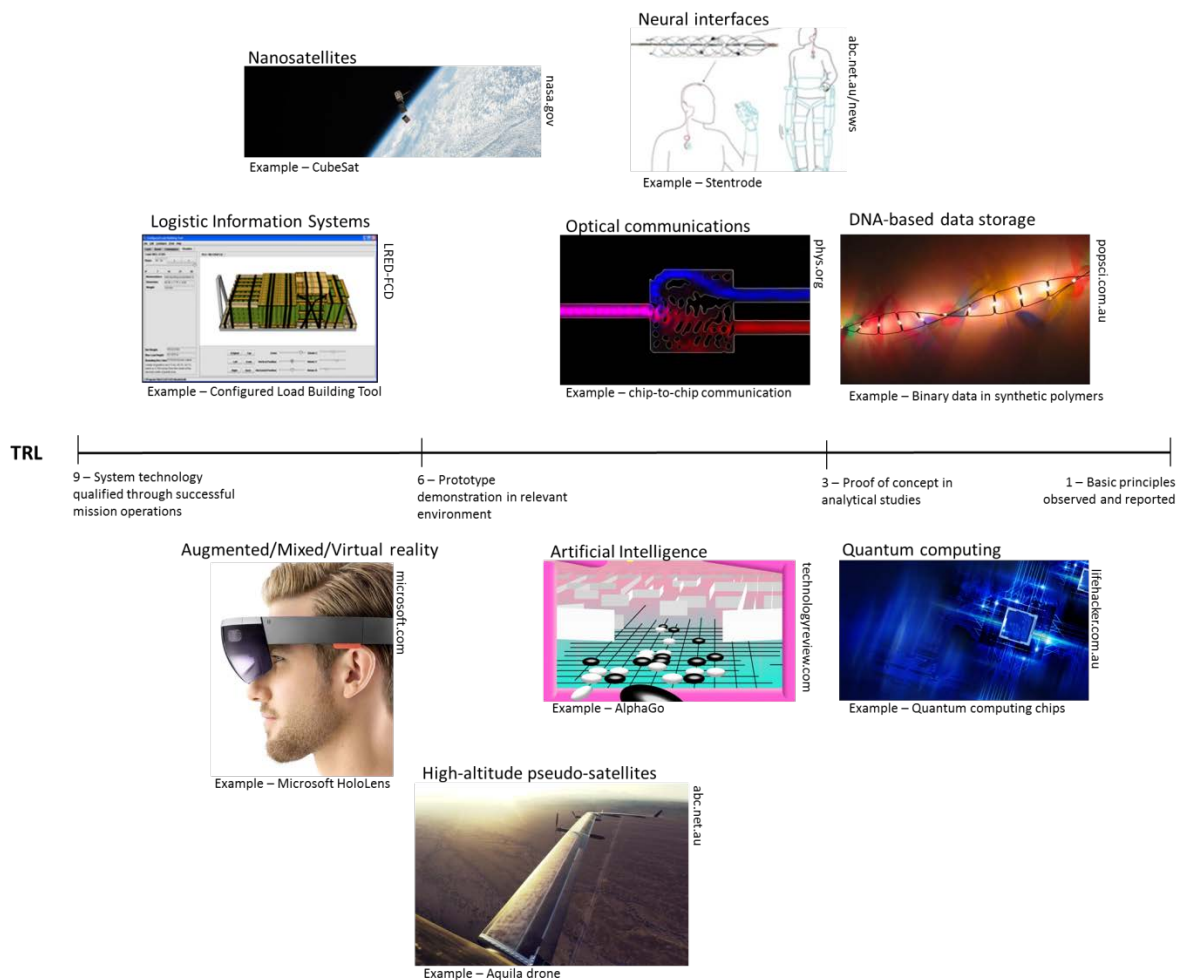 Neural interfaces
abc.net.au/news
Example – Stentrode
Nanosatellites
nasa.gov
Example – CubeSat
Logistic Information Systems
LRED-FCD
Example – Configured Load Building Tool
Optical communications
phys.org
Example – chip-to-chip communication
DNA-based data storage
popsci.com.au
Example – Binary data in synthetic polymers
TRL
9 – System technology
qualified through successful
mission operations
6 – Prototype
demonstration in relevant
environment
3 – Proof of concept in
analytical studies
1 – Basic principles
observed and reported
Augmented/Mixed/Virtual reality
microsoft.com
Example – Microsoft HoloLens
Artificial Intelligence
technologyreview.com
Example – AlphaGo
Quantum computing
lifehacker.com.au
Example – Quantum computing chips
High-altitude pseudo-satellites
abc.net.au
Example – Aquila drone